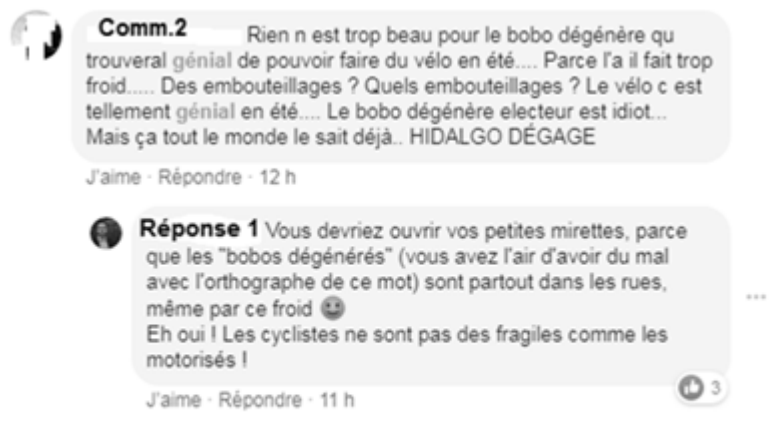 Comm.2 Rien n est trop beau pour le bobo dégénère qu
trouveral génial de pouvoir faire du vélo en été.... Parce l'a il fait trop
froid..... Des embouteillages ? Quels embouteillages ? Le vélo c est
tellement génial en été.... Le bobo dégénère electeur est idiot...
Mais ça tout le monde le sait déjà.. HIDALGO DÉGAGE
J'aime · Répondre · 12 h
Réponse 1 Vous devriez ouvrir vos petites mirettes, parce
que les "bobos dégénérés" (vous avez l'air d'avoir du mal
avec l'orthographe de ce mot) sont partout dans les rues,
même par ce froid
Eh oui ! Les cyclistes ne sont pas des fragiles comme les
motorisés !
3
J'aime · Répondre · 11 h